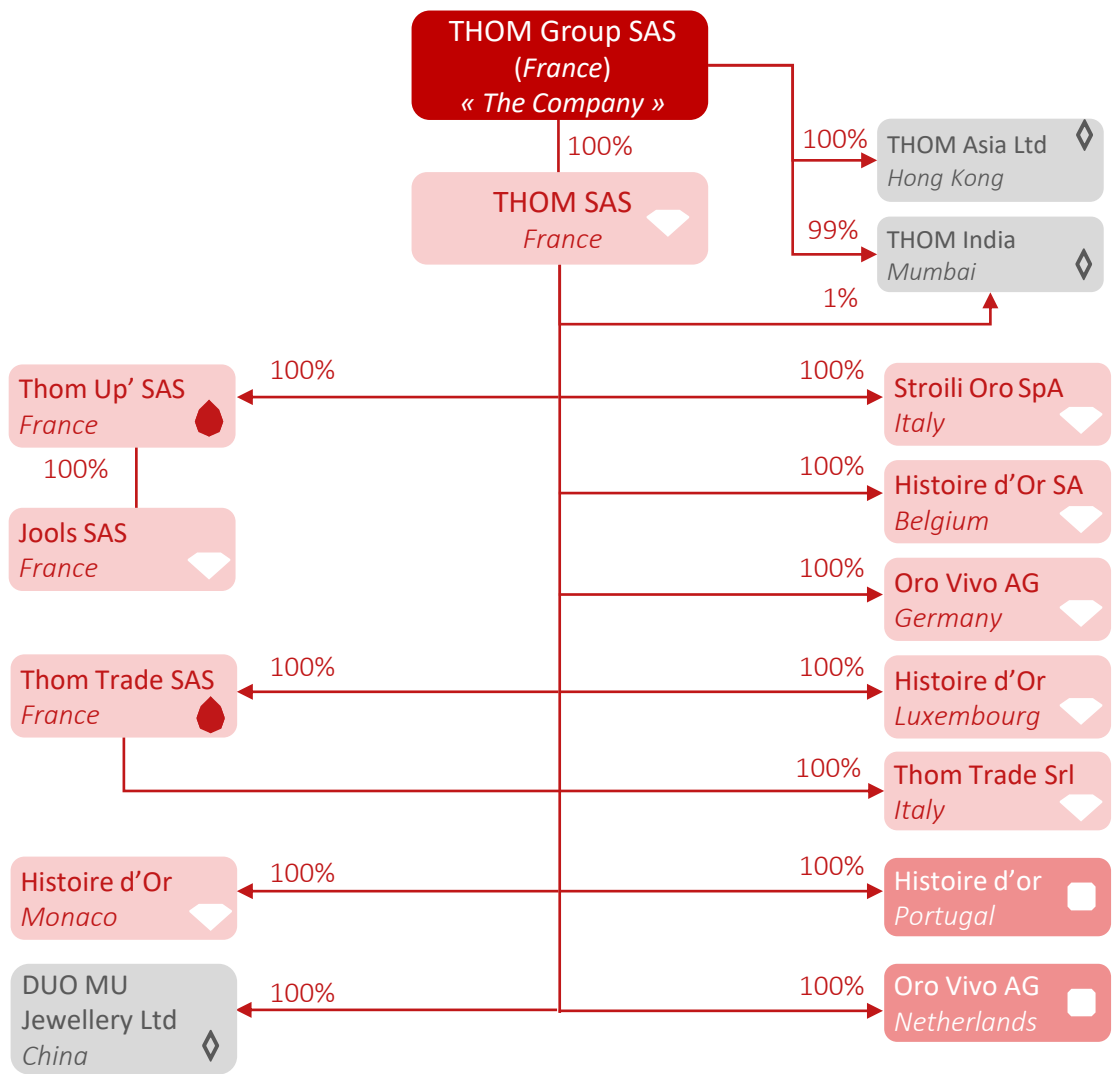 THOM Group SAS
(France)
« The Company »
100%
100%
THOM Asia Ltd
Hong Kong
THOM SAS
France
99%
THOM India
Mumbai
1%
100%
Thom Up’ SAS
France
100%
Stroili Oro SpA
Italy
100%
Jools SAS
France
100%
Histoire d’Or SA
Belgium
100%
Oro Vivo AG
Germany
100%
Thom Trade SAS
France
100%
Histoire d’Or
Luxembourg
100%
Thom Trade Srl
Italy
100%
Histoire d’Or
Monaco
100%
Histoire d’or
Portugal
100%
DUO MU
Jewellery Ltd
China
100%
Oro Vivo AG
Netherlands